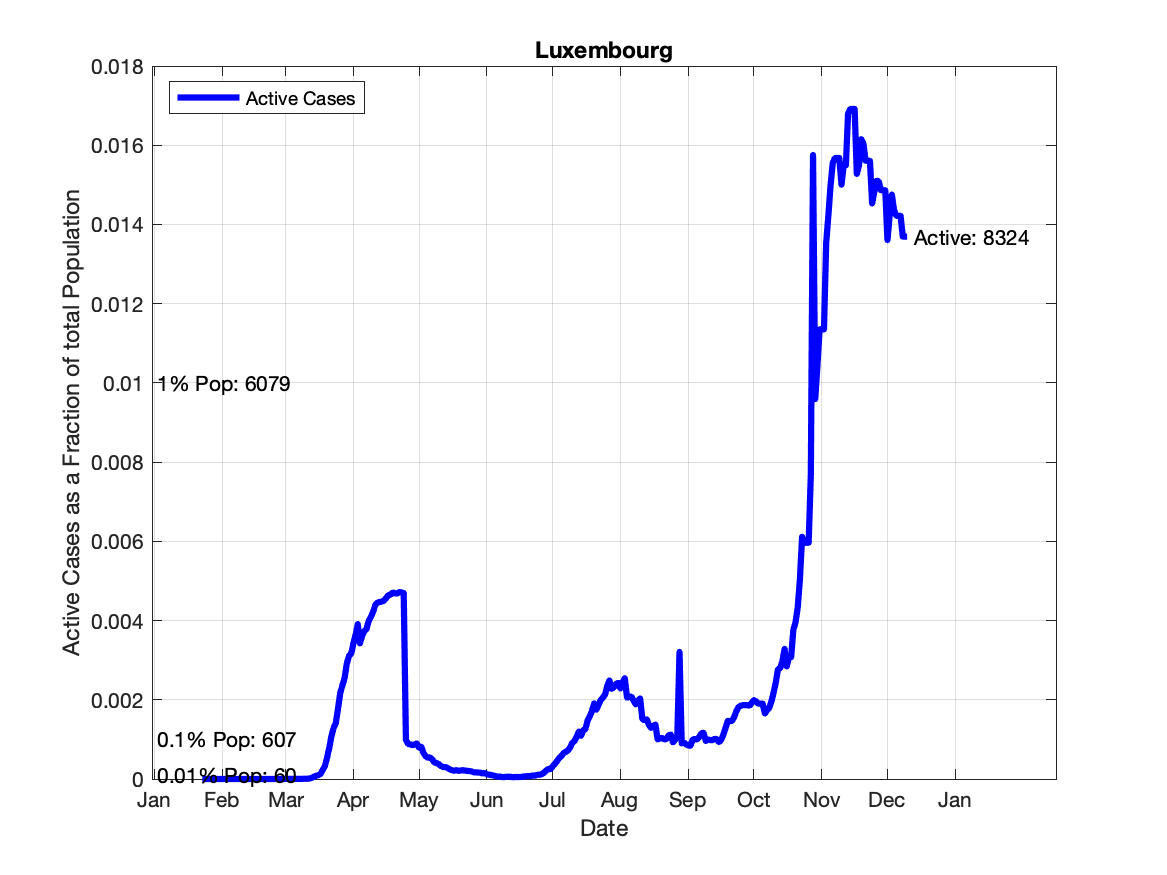 Luxembourg
Active Cases
0.018
0.016
0.014
0.012
0.01
0.008
0.006
0.004
0.002
0
Active Cases as a Fraction of total Population
Active: 8324
1% Pop: 6079
0.1% Pop: 607
0.01% Pop: 60
Jan Feb Mar Apr May Jun Jul Aug Sep Oct Nov Dec Jan
Date